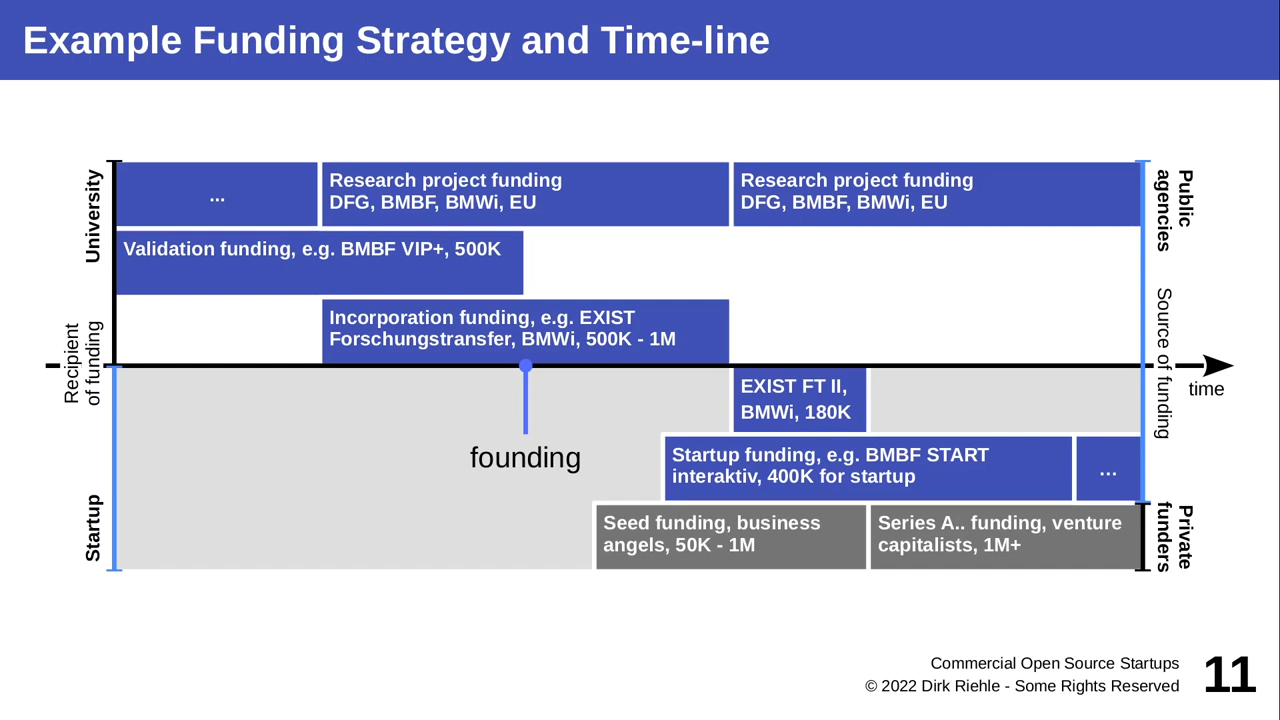 Example Funding Strategy and Time-line
University
...
Research project funding
DFG, BMBF, BMWi, EU
Research project funding
DFG, BMBF, BMWi, EU
Public
agencies
Validation funding, e.g. BMBF VIP+, 500K
Incorporation funding, e.g. EXIST
Forschungstransfer, BMWi, 500K - 1M
Recipient
of funding
Source of funding
time
EXIST FT II,
BMWi, 180K
founding
Startup funding, e.g. BMBF START
interaktiv, 400K for startup
...
Startup
Seed funding, business
angels, 50K - 1M
Series A.. funding, venture
capitalists, 1M+
Private
funders
Commercial Open Source Startups
© 2022 Dirk Riehle - Some Rights Reserved
11